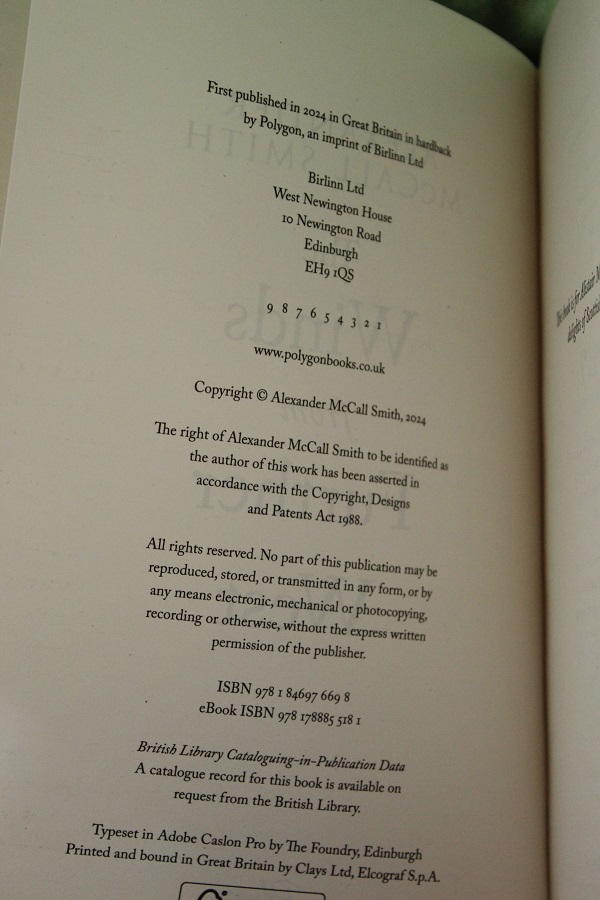 First published in 2024 in Great Britain in hardback
by Polygon, an imprint of Birlinn Ltd
Birlinn Ltd
West Newington House
10 Newington Road
Edinburgh
EH9 1QS
9 8 7 6 5 4 3 2 1
www.polygonbooks.co.uk
Copyright © Alexander McCall Smith, 2024
The right of Alexander McCall Smith to be identified as
the author of this work has been asserted in
accordance with the Copyright, Designs
and Patents Act 1988.
All rights reserved. No part of this publication may be
reproduced, stored, or transmitted in any form, or by
any means electronic, mechanical or photocopying,
recording or otherwise, without the express written
permission of the publisher.
ISBN 978 1 84697 669 8
eBook ISBN 978 178885 518 1
British Library Cataloguing-in-Publication Data
A catalogue record for this book is available on
request from the British Library.
Typeset in Adobe Caslon Pro by The Foundry, Edinburgh
Printed and bound in Great Britain by Clays Ltd, Elcograf S.p.A.
This book is for Alistair
delights of